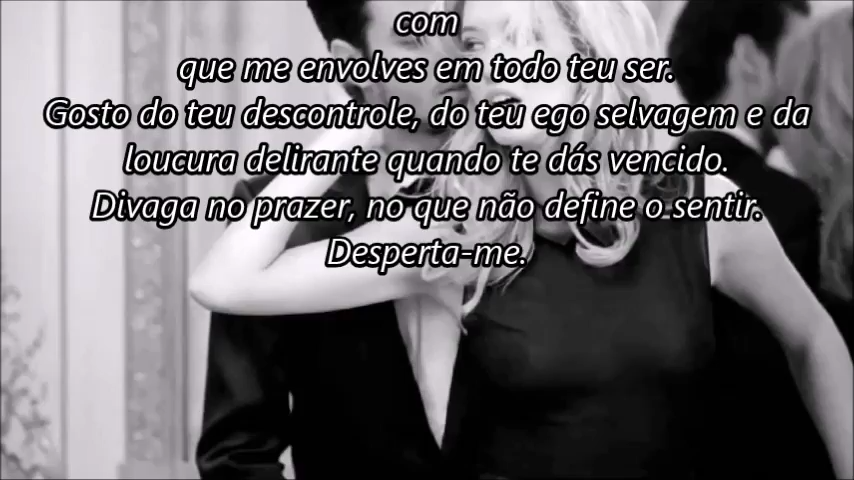 com
que me envolves em todo teu ser.
Gosto do teu descontrole, do teu ego selvagem e da
loucura delirante quando te dás vencido.
Divaga no prazer, no que não define o sentir.
Desperta-me.